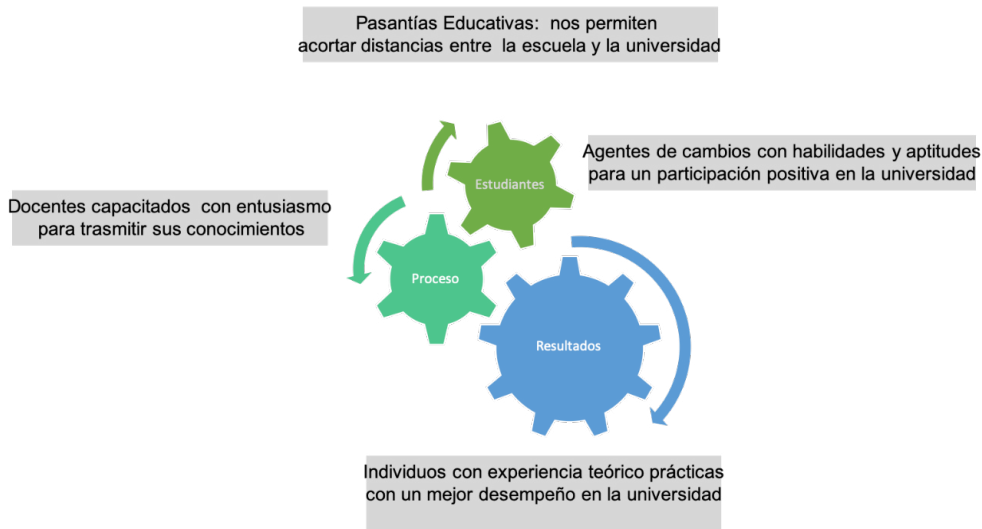 Pasantías Educativas:  nos permiten
acortar distancias entre  la escuela y la universidad
Estudiantes
Agentes de cambios con habilidades y aptitudes
para un participación positiva en la universidad
Docentes capacitados  con entusiasmo
para trasmitir sus conocimientos
Proceso
Resultados
Individuos con experiencia teórico prácticas
con un mejor desempeño en la universidad